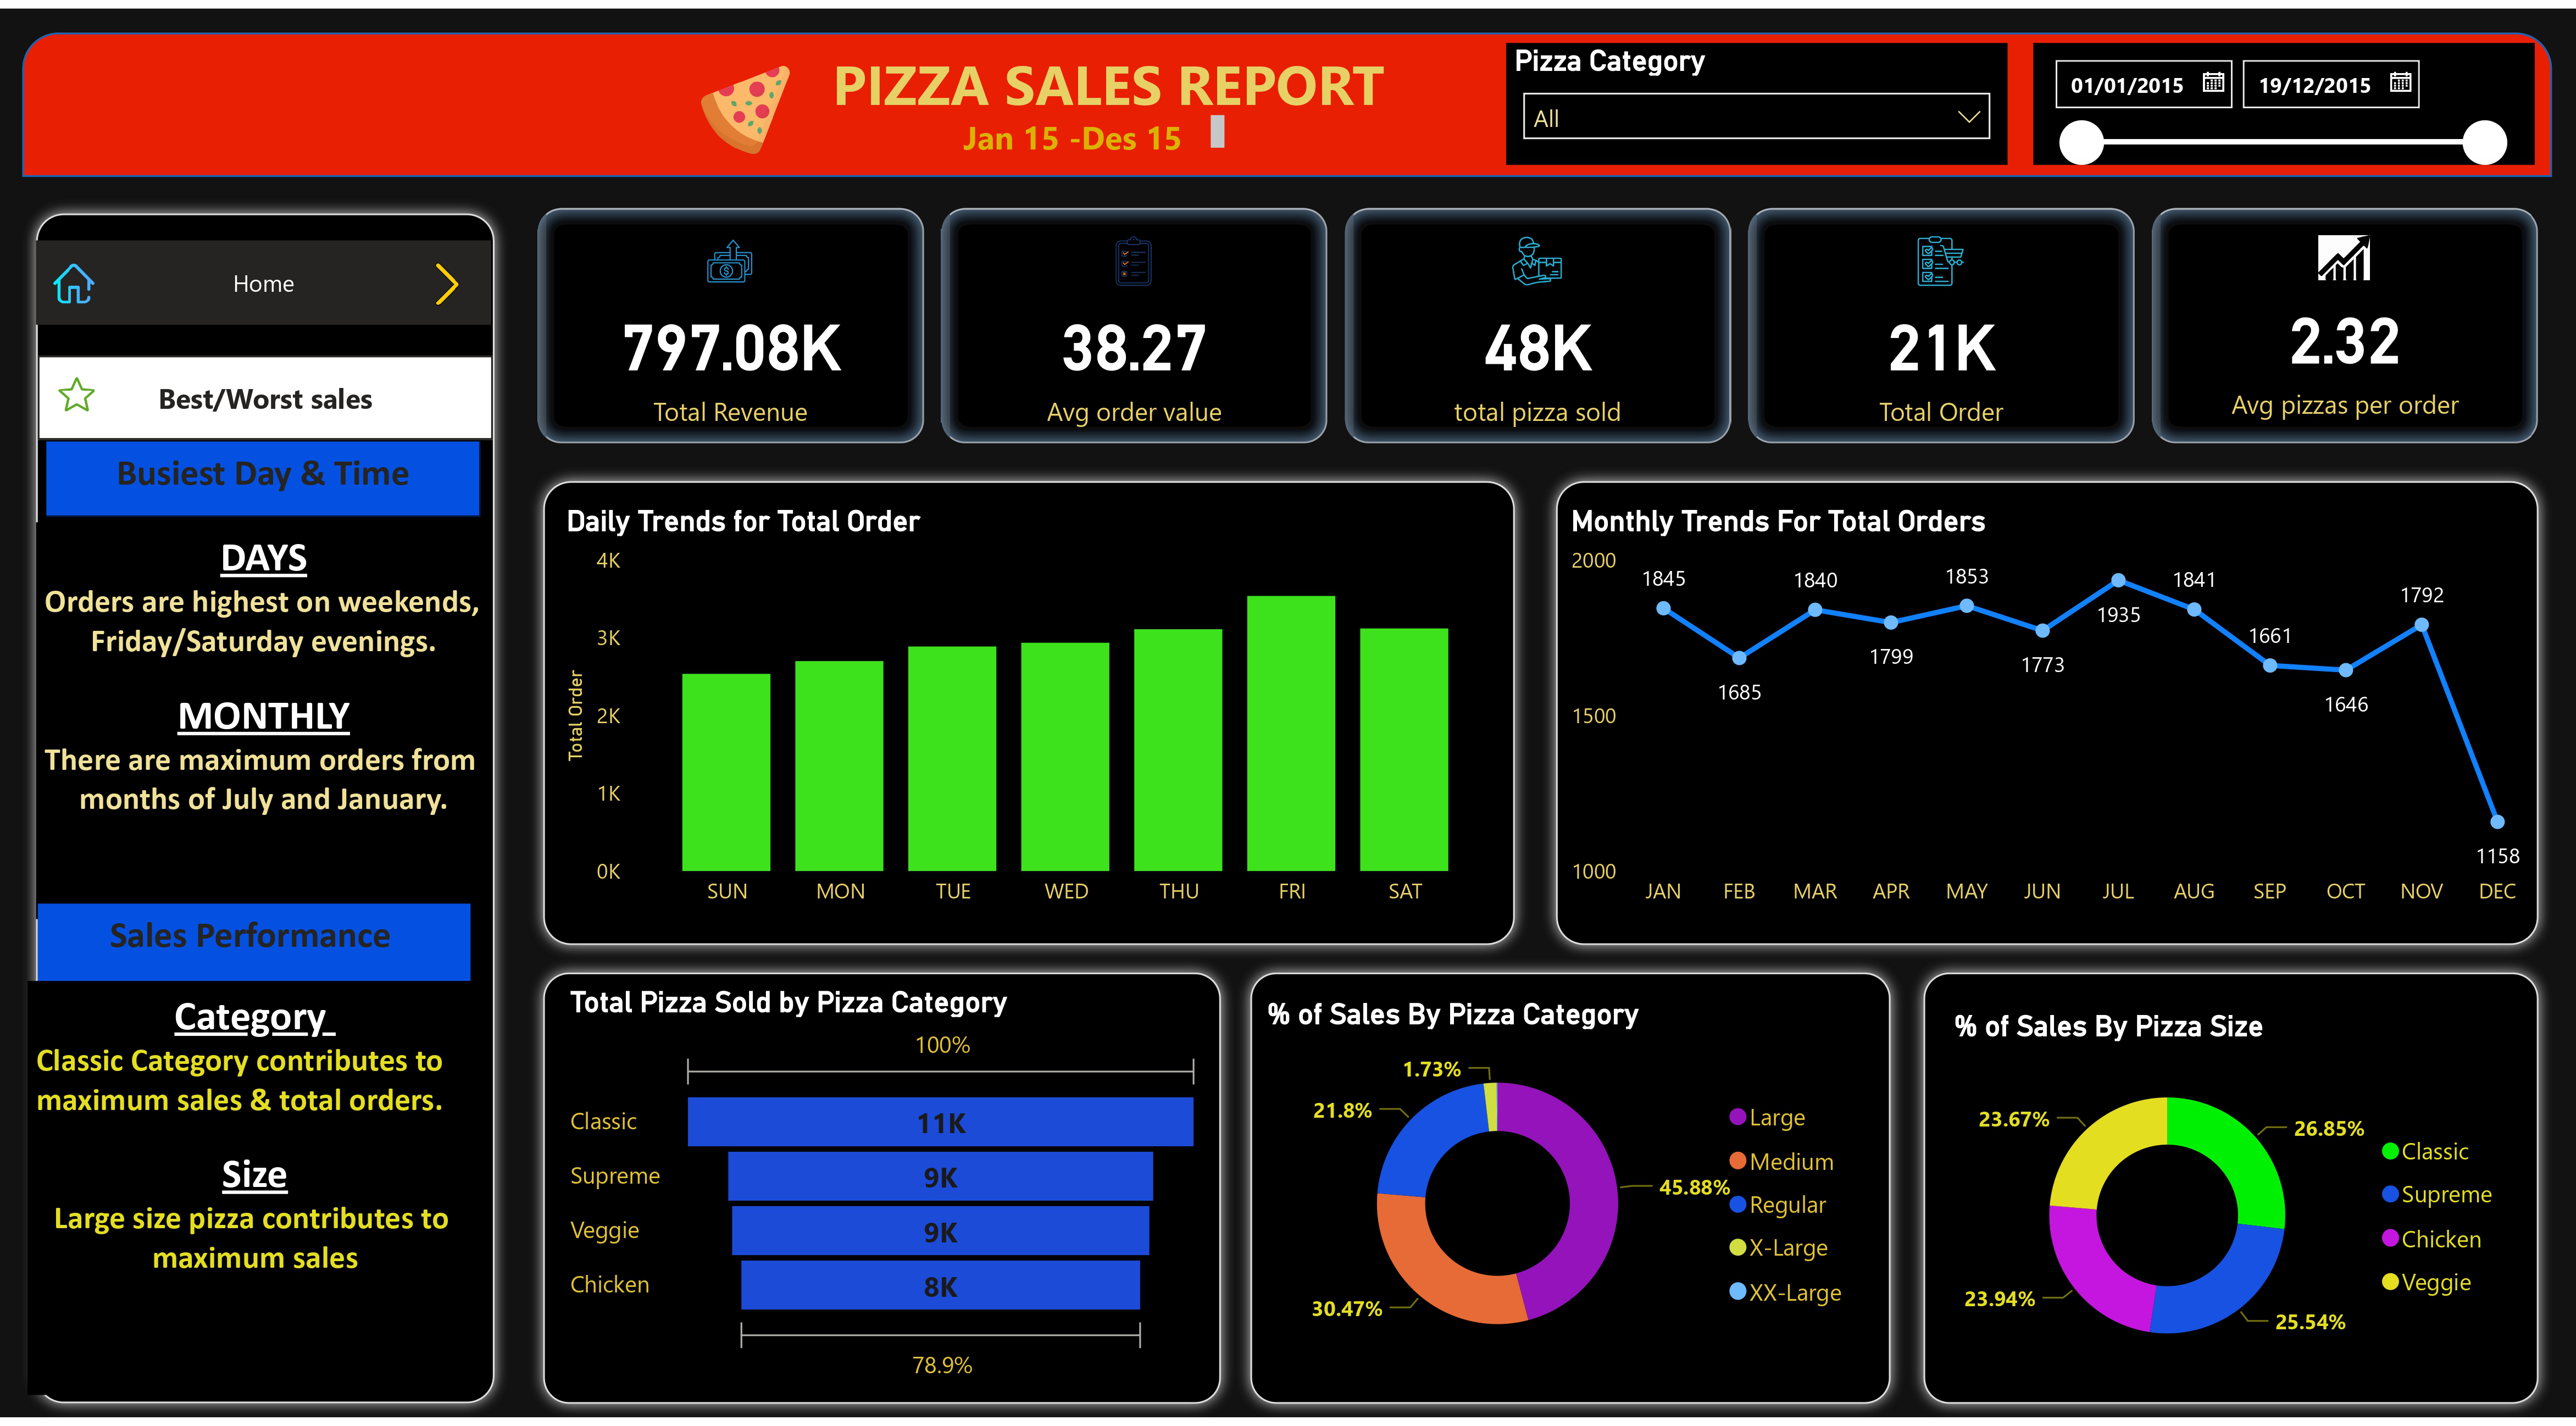 PIZZA SALES REPORT
Jan 15 -Des 15
Pizza Category
All
01/01/2015
19/12/2015
Home
Best/Worst sales
Busiest Day & Time
DAYS
Orders are highest on weekends,
Friday/Saturday evenings.
MONTHLY
There are maximum orders from
months of July and January.
Sales Performance
Category
Classic Category contributes to
maximum sales & total orders.
Size
Large size pizza contributes to
maximum sales
797.08K
Total Revenue
38.27
Avg order value
48K
total pizza sold
21K
Total Order
2.32
Avg pizzas per order
Daily Trends for Total Order
Total Order
4K
3K
2K
1K
0K
SUN MON TUE WED THU FRI SAT
Monthly Trends For Total Orders
2000
1500
1000
1845
1685
1840
1799
1853
1773
1935
1841
1661
1646
1792
1158
JAN FEB MAR APR MAY JUN JUL AUG SEP OCT NOV DEC
Total Pizza Sold by Pizza Category
100%
Classic 11K
Supreme 9K
Veggie 9K
Chicken 8K
78.9%
% of Sales By Pizza Category
1.73%
21.8%
45.88%
30.47%
Large
Medium
Regular
X-Large
XX-Large
% of Sales By Pizza Size
23.67%
26.85%
23.94%
25.54%
Classic
Supreme
Chicken
Veggie